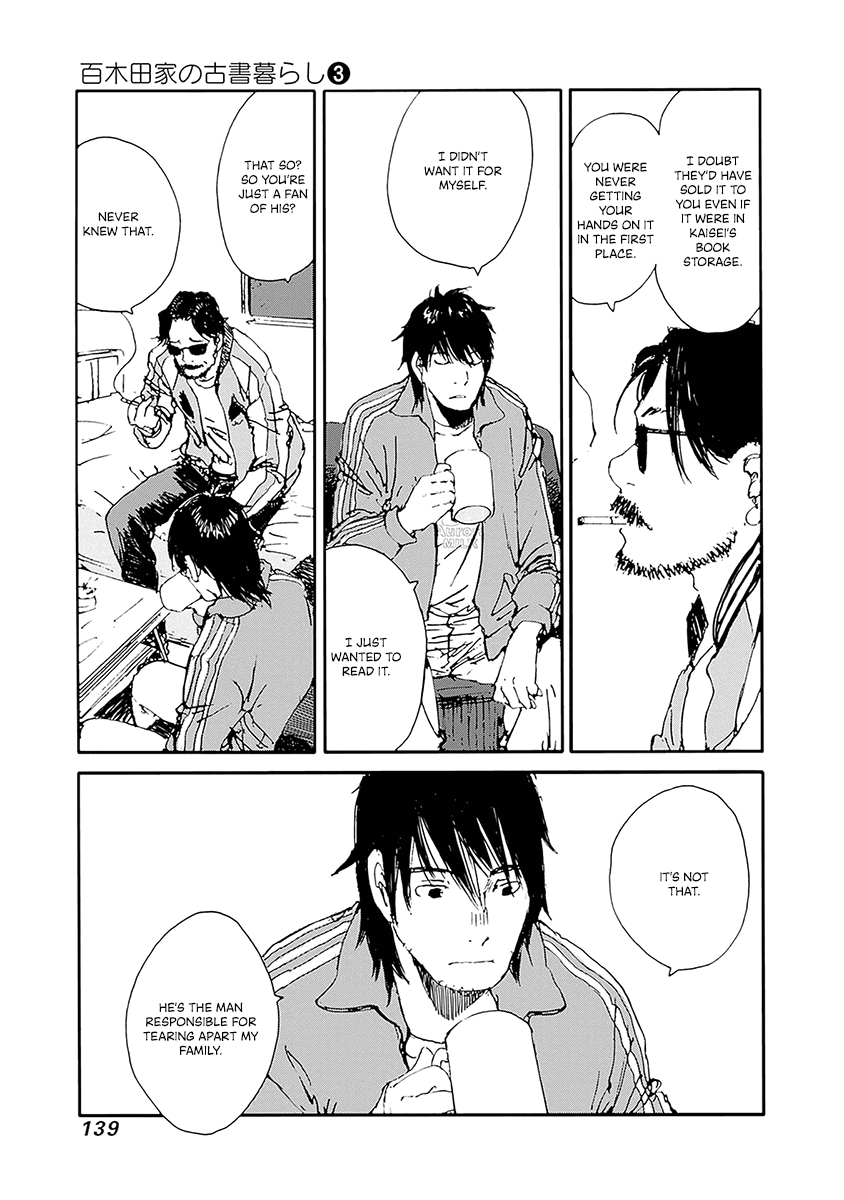 百木田家の古書暮らし❸
I DOUBT
THEY'D HAVE
SOLD IT TO
YOU EVEN IF
IT WERE IN
KAISEI'S
BOOK
STORAGE.
YOU WERE
NEVER
GETTING
YOUR
HANDS ON IT
IN THE FIRST
PLACE.
I DIDN'T
WANT IT FOR
MYSELF.
I JUST
WANTED TO
READ IT.
THAT SO?
SO YOU'RE
JUST A FAN
OF HIS?
NEVER
KNEW THAT.
IT'S NOT
THAT.
HE'S THE MAN
RESPONSIBLE FOR
TEARING APART MY
FAMILY.
139